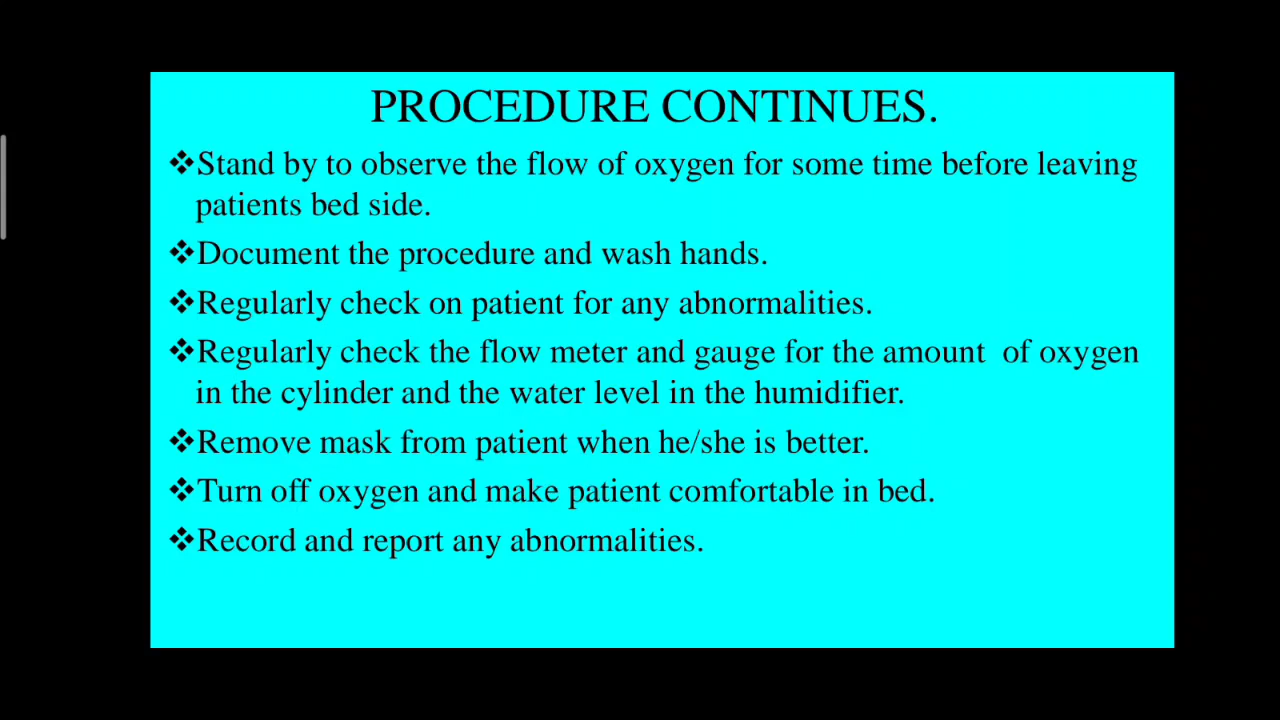 PROCEDURE CONTINUES.
❖Stand by to observe the flow of oxygen for some time before leaving
patients bed side.
❖Document the procedure and wash hands.
❖Regularly check on patient for any abnormalities.
❖Regularly check the flow meter and gauge for the amount  of oxygen
in the cylinder and the water level in the humidifier.
❖Remove mask from patient when he/she is better.
❖Turn off oxygen and make patient comfortable in bed.
❖Record and report any abnormalities.